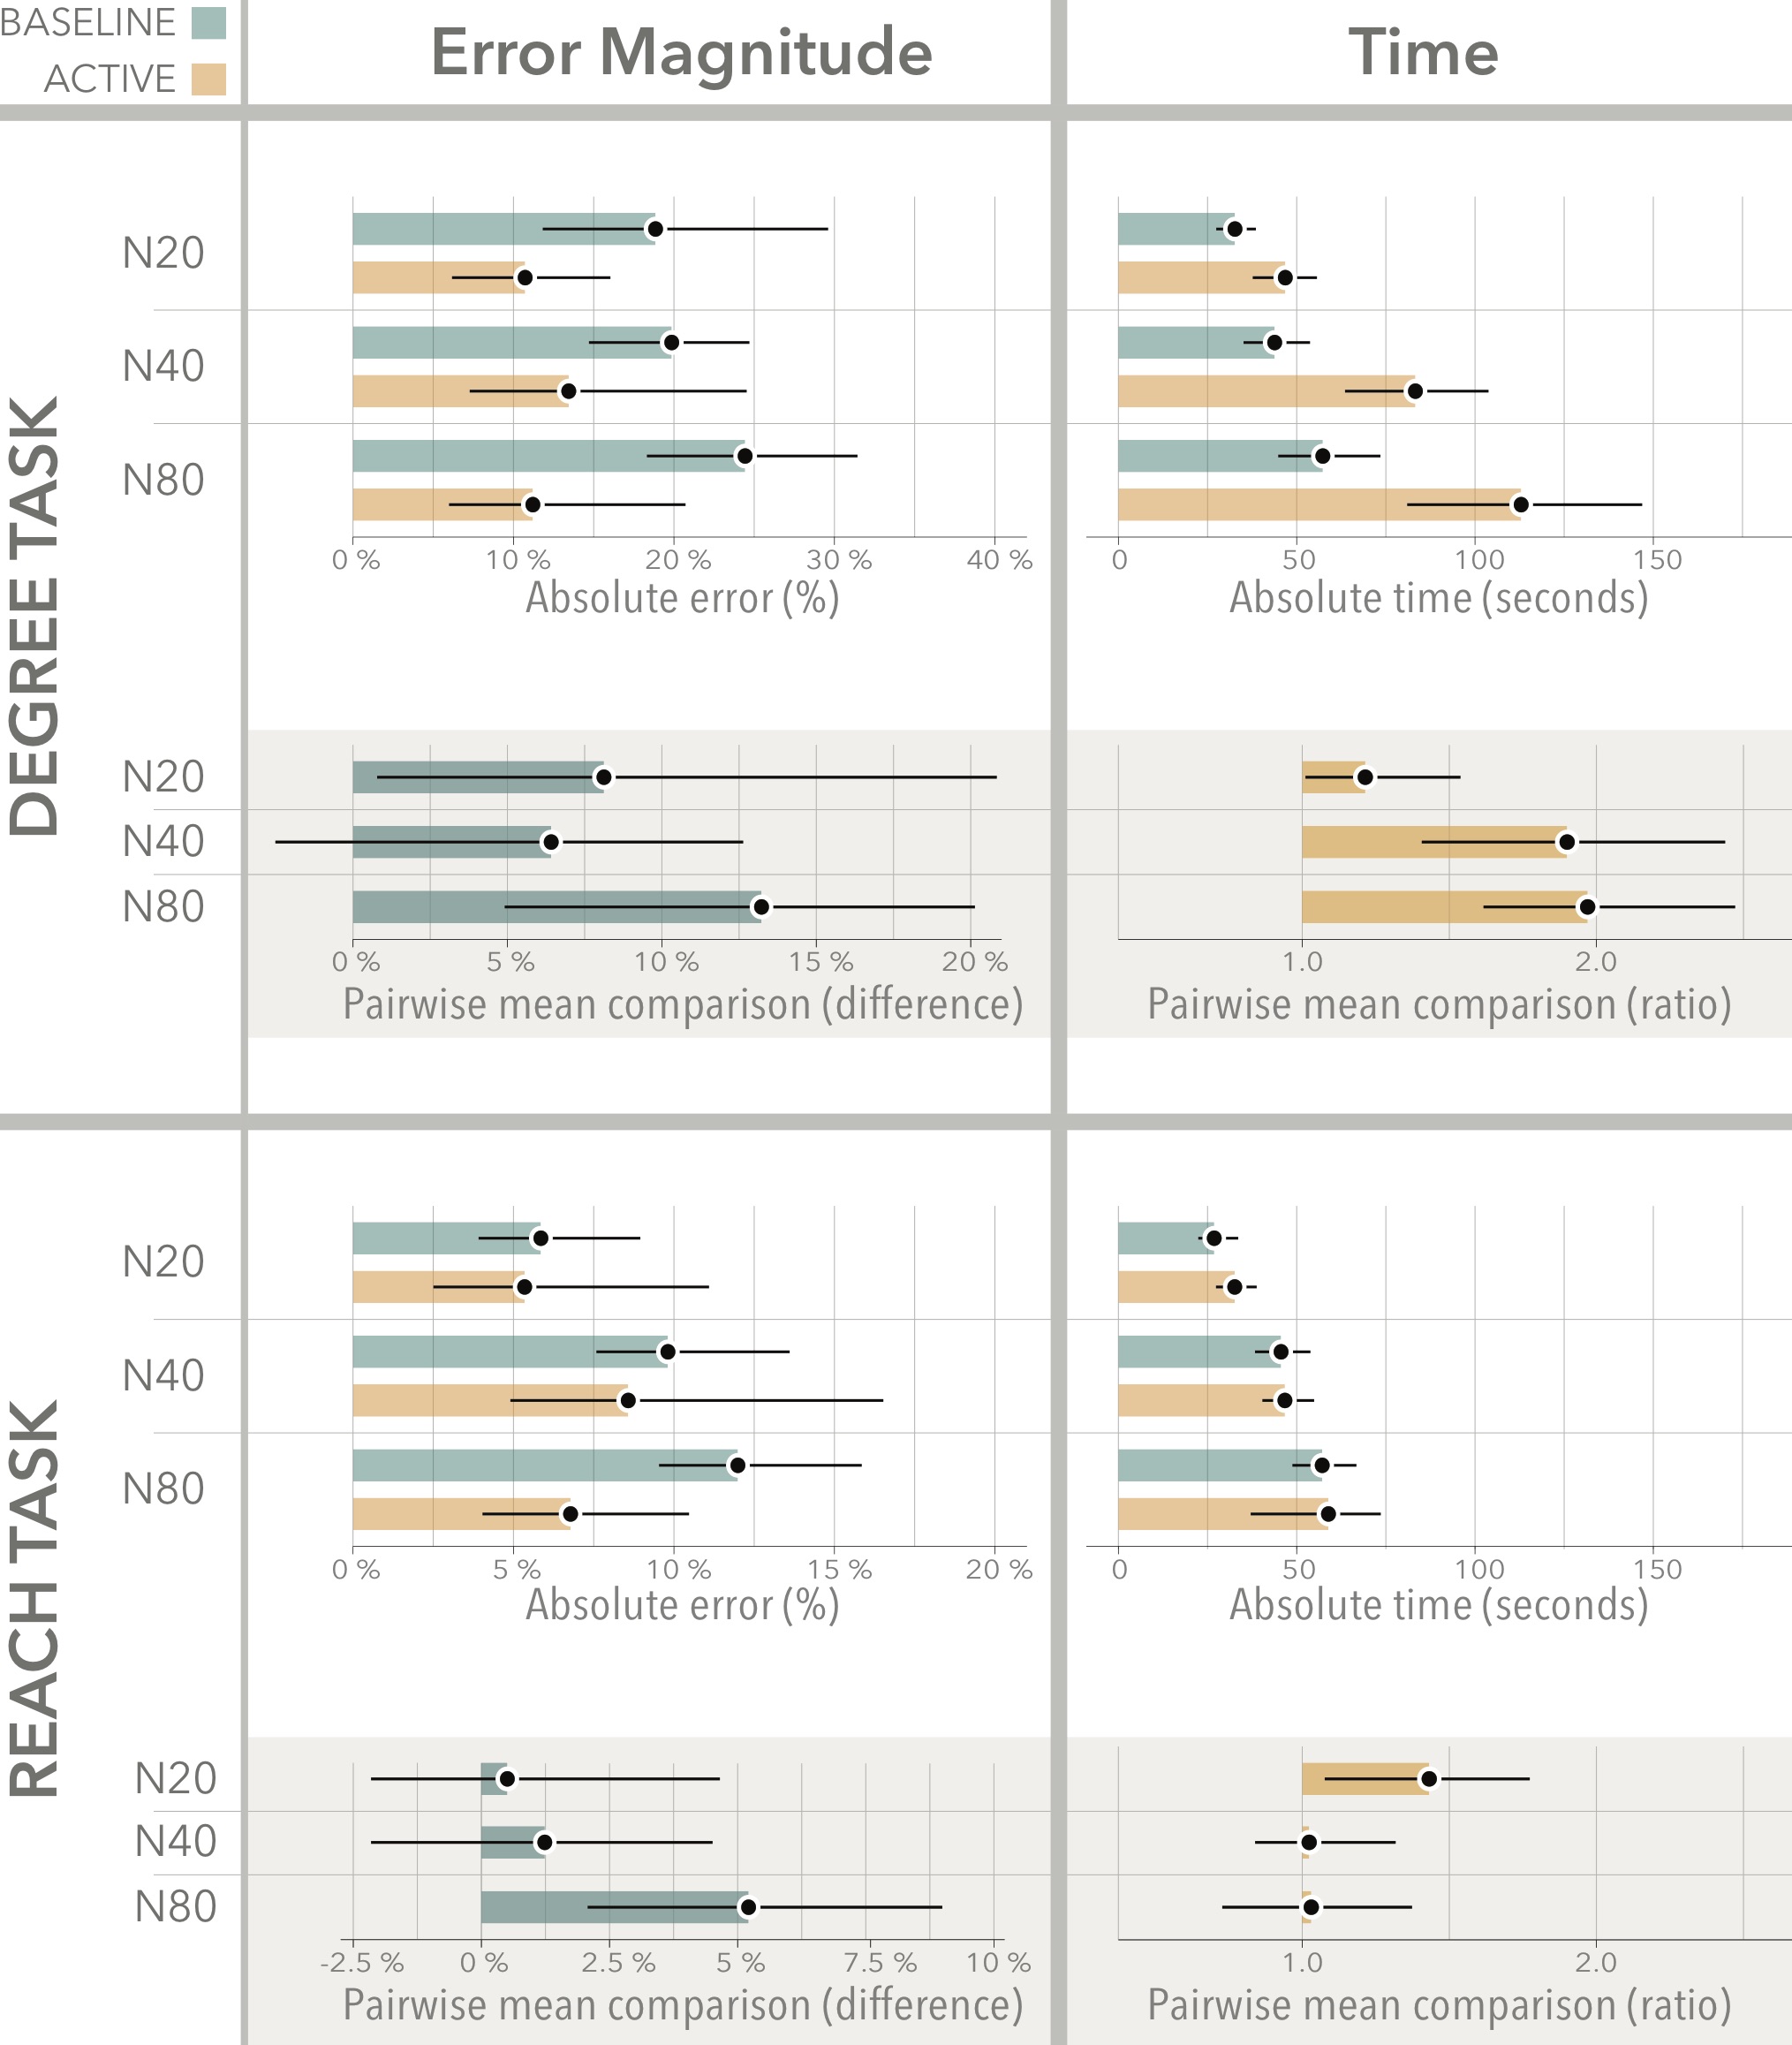 BASELINE
ACTIVE
Error Magnitude
Time
DEGREE TASK
N20
N40
N80
0 % 10 % 20 % 30 % 40 %
Absolute error (%)
0 50 100 150
Absolute time (seconds)
N20
N40
N80
0 % 5 % 10 % 15 % 20 %
Pairwise mean comparison (difference)
1.0 2.0
Pairwise mean comparison (ratio)
REACH TASK
N20
N40
N80
0 % 5 % 10 % 15 % 20 %
Absolute error (%)
0 50 100 150
Absolute time (seconds)
N20
N40
N80
-2.5 % 0 % 2.5 % 5 % 7.5 % 10 %
Pairwise mean comparison (difference)
1.0 2.0
Pairwise mean comparison (ratio)